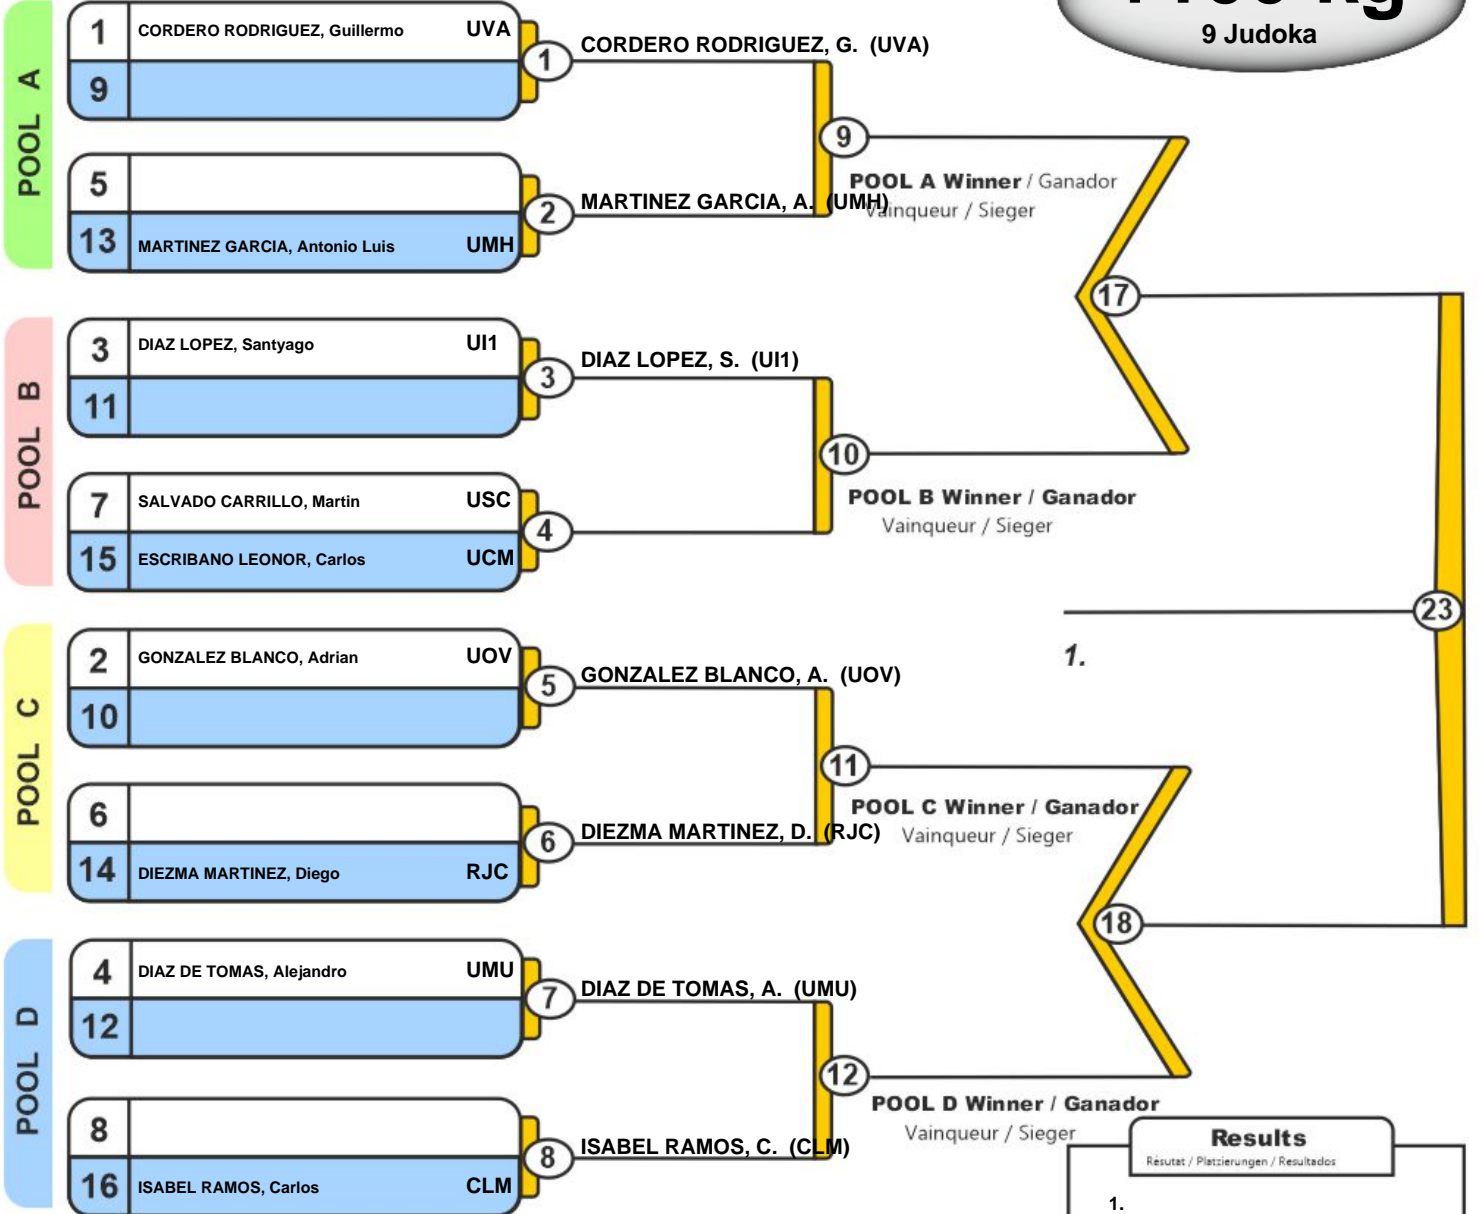 9 Judoka
POOL A
1 CORDERO RODRIGUEZ, Guillermo UVA
9
1
CORDERO RODRIGUEZ, G. (UVA)
5
13 MARTINEZ GARCIA, Antonio Luis UMH
2
MARTINEZ GARCIA, A. (UMH)
9
POOL A Winner / Ganador
Vainqueur / Sieger
17
POOL B
3 DIAZ LOPEZ, Santyago UI1
11
3
DIAZ LOPEZ, S. (UI1)
7 SALVADO CARRILLO, Martin USC
15 ESCRIBANO LEONOR, Carlos UCM
4
10
POOL B Winner / Ganador
Vainqueur / Sieger
23
1.
POOL C
2 GONZALEZ BLANCO, Adrian UOV
10
5
GONZALEZ BLANCO, A. (UOV)
6
14 DIEZMA MARTINEZ, Diego RJC
6
DIEZMA MARTINEZ, D. (RJC)
11
POOL C Winner / Ganador
Vainqueur / Sieger
18
POOL D
4 DIAZ DE TOMAS, Alejandro UMU
12
7
DIAZ DE TOMAS, A. (UMU)
8
16 ISABEL RAMOS, Carlos CLM
8
ISABEL RAMOS, C. (CLM)
12
POOL D Winner / Ganador
Vainqueur / Sieger
Results
Résutat / Platzierungen / Resultados
1.